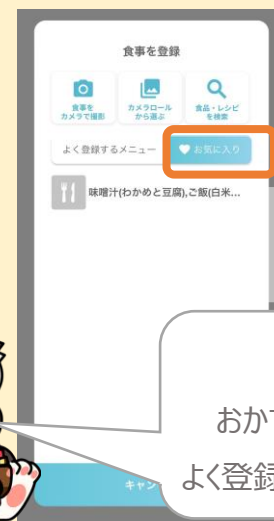 食事を登録
食事を
カメラで撮影
カメラロール
から選ぶ
食品・レシピ
を検索
よく登録するメニュー
お気に入り
味噌汁(わかめと豆腐),ご飯(白米...
おかず
よく登録
キャン